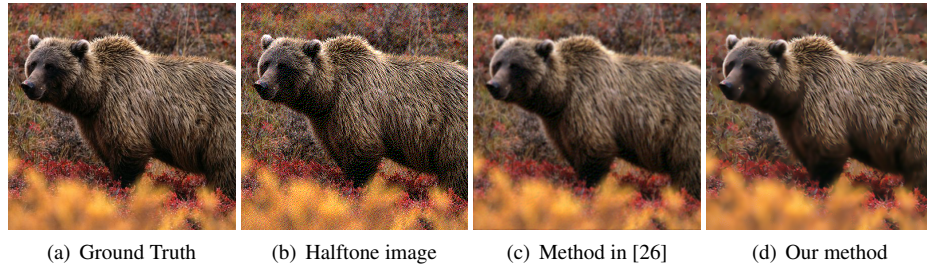 (a) Ground Truth
(b) Halftone image
(c) Method in [26]
(d) Our method